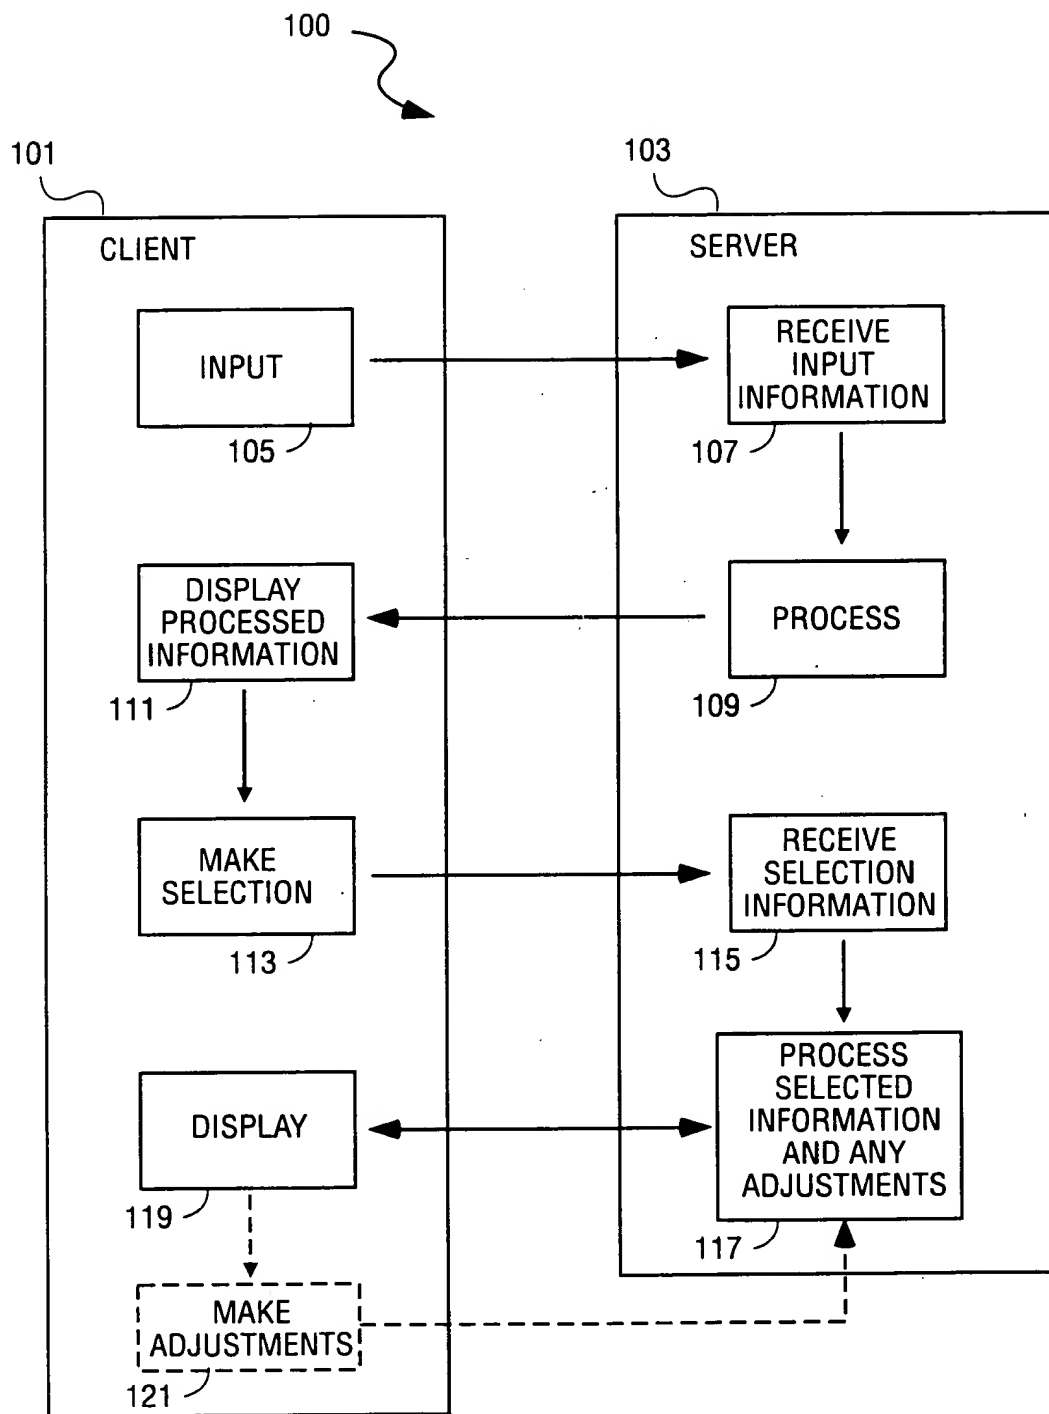 100
101
103
CLIENT
SERVER
INPUT
105
RECEIVE
INPUT
INFORMATION
107
DISPLAY
PROCESSED
INFORMATION
111
PROCESS
109
MAKE
SELECTION
113
RECEIVE
SELECTION
INFORMATION
115
DISPLAY
119
PROCESS
SELECTED
INFORMATION
AND ANY
ADJUSTMENTS
117
MAKE
ADJUSTMENTS
121